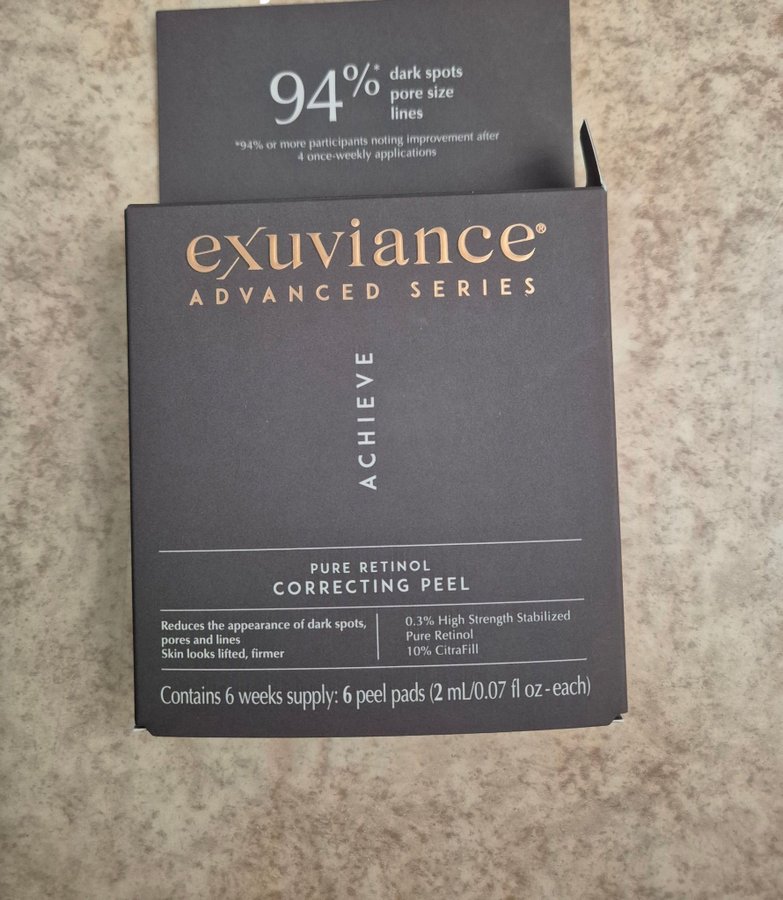 94%*
dark spots
pore size
lines
*94% or more participants noting improvement after
4 once-weekly applications
exuviance®
ADVANCED SERIES
ACHIEVE
PURE RETINOL
CORRECTING PEEL
Reduces the appearance of dark spots,
pores and lines
Skin looks lifted, firmer
0.3% High Strength Stabilized
Pure Retinol
10% CitraFill
Contains 6 weeks supply: 6 peel pads (2 mL/0.07 fl oz - each)